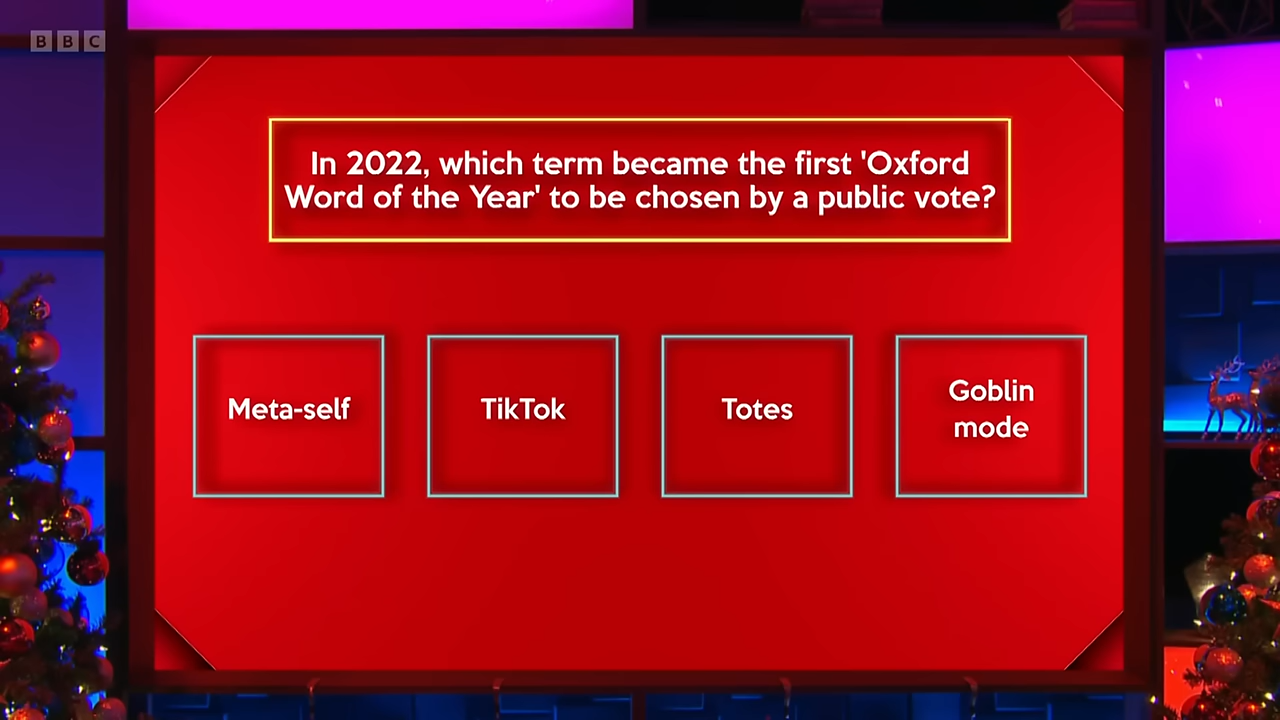 BBC
In 2022, which term became the first 'Oxford
Word of the Year' to be chosen by a public vote?
Meta-self
TikTok
Totes
Goblin
mode